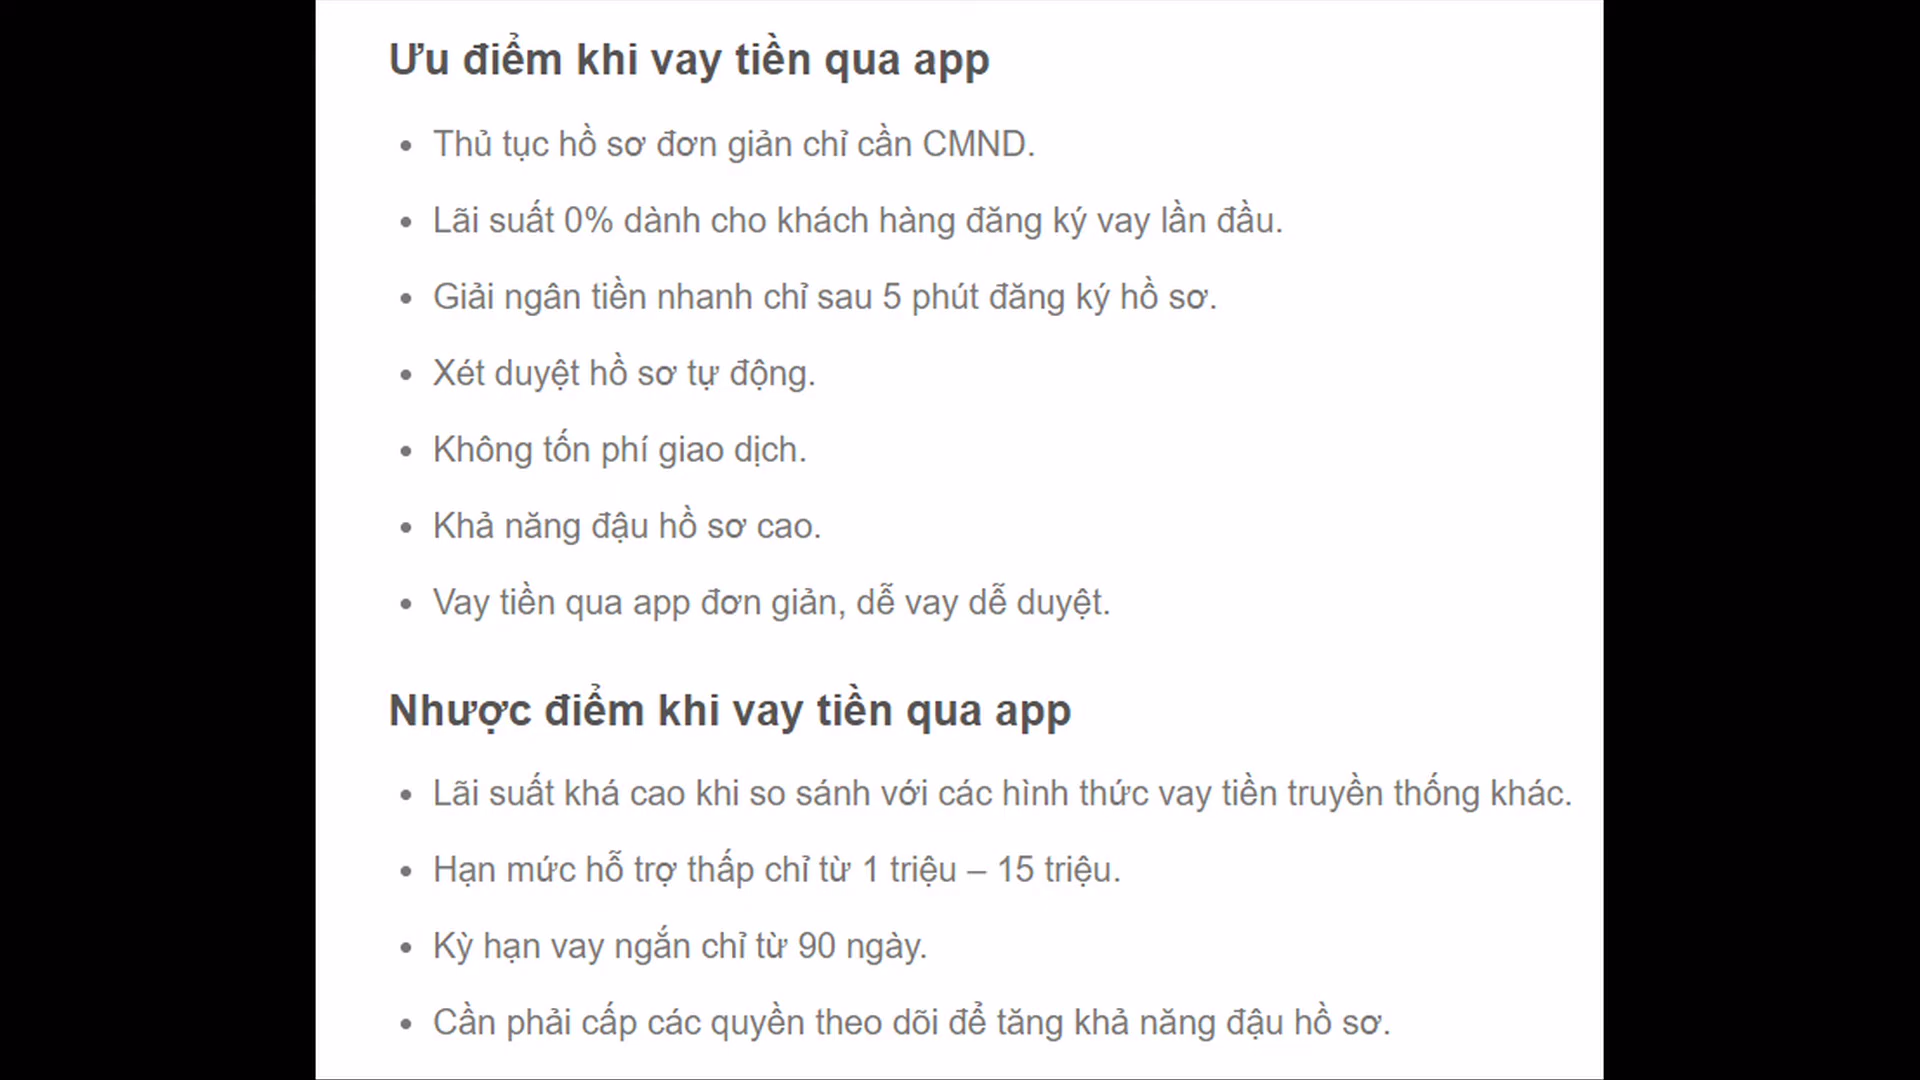 Ưu điểm khi vay tiền qua app
• Thủ tục hồ sơ đơn giản chỉ cần CMND.
• Lãi suất 0% dành cho khách hàng đăng ký vay lần đầu.
• Giải ngân tiền nhanh chỉ sau 5 phút đăng ký hồ sơ.
• Xét duyệt hồ sơ tự động.
• Không tốn phí giao dịch.
• Khả năng đậu hồ sơ cao.
• Vay tiền qua app đơn giản, dễ vay dễ duyệt.
Nhược điểm khi vay tiền qua app
• Lãi suất khá cao khi so sánh với các hình thức vay tiền truyền thống khác.
• Hạn mức hỗ trợ thấp chỉ từ 1 triệu – 15 triệu.
• Kỳ hạn vay ngắn chỉ từ 90 ngày.
• Cần phải cấp các quyền theo dõi để tăng khả năng đậu hồ sơ.